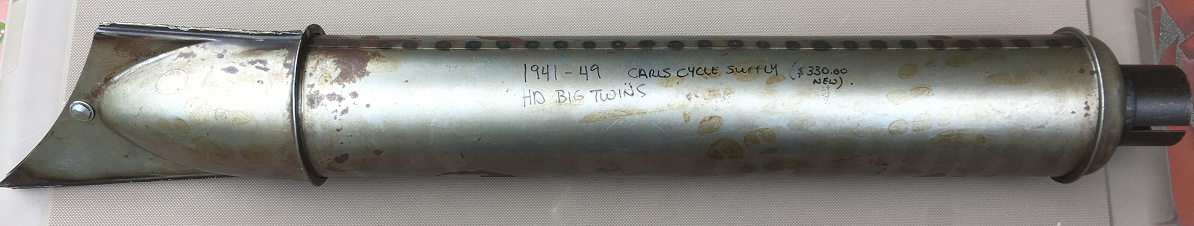 1941-49 CARLS CYCLE SUPPLY ($330.00
NEW).
HD BIG TWINS